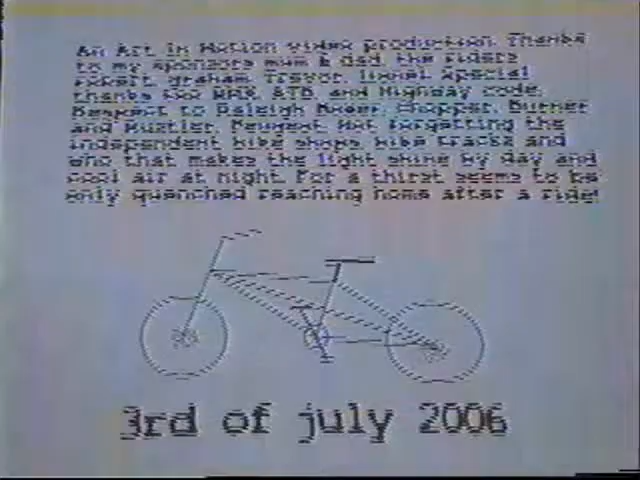 An Art in Motion video production. Thanks
to my sponsors mum & dad, the riders
robert, graham, Trevor, lionel. Special
thanks for BMX, ATB, and Highway code.
Respect to Raleigh Boxer, Chopper, Burner
and Hustler, Peugeot. Not forgetting the
independent bike shops, bike tracks and
who that makes the light shine by day and
cool air at night. For a thirst seems to be
only quenched reaching home after a ride!
3rd of july 2006